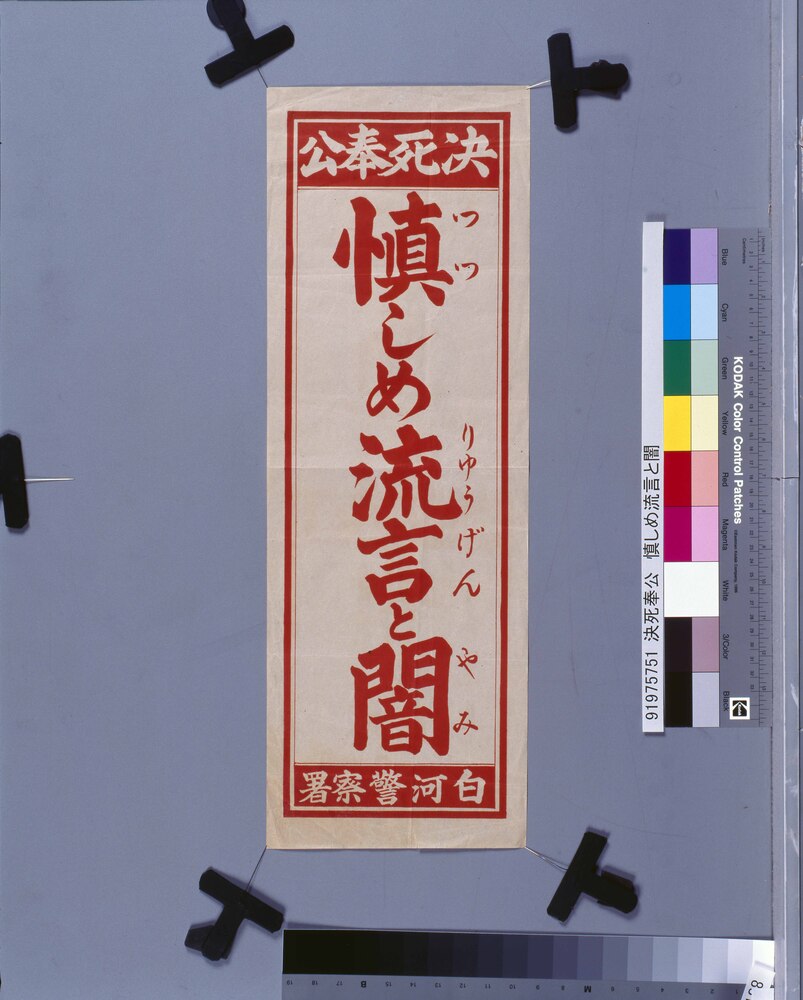 決死奉公
慎しめ流言と闇
つつ
りゅうげん
やみ
白河警察署
91975751 決死奉公 慎しめ流言と闇
KODAK Color Control Patches
Blue
Cyan
Green
Yellow
Red
Magenta
White
3/Color
Black
Kodak